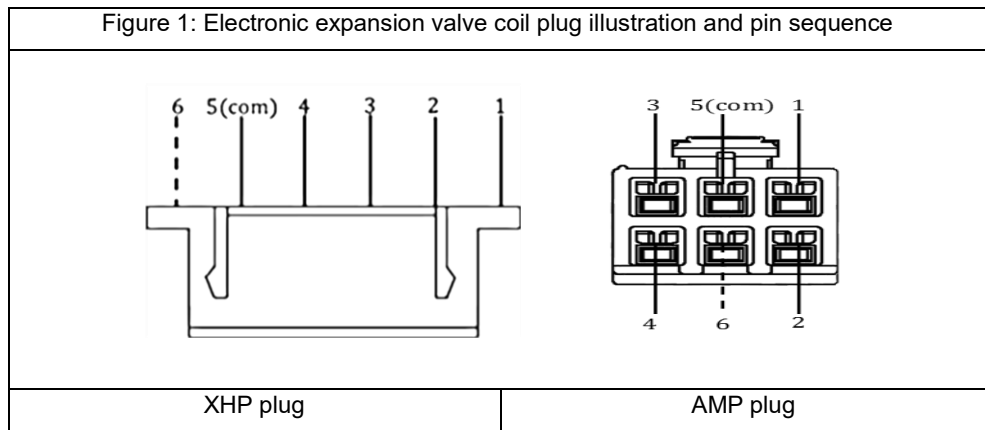 Figure 1: Electronic expansion valve coil plug illustration and pin sequence
6 5(com) 4 3 2 1
3 5(com) 1
4 6 2
XHP plug
AMP plug